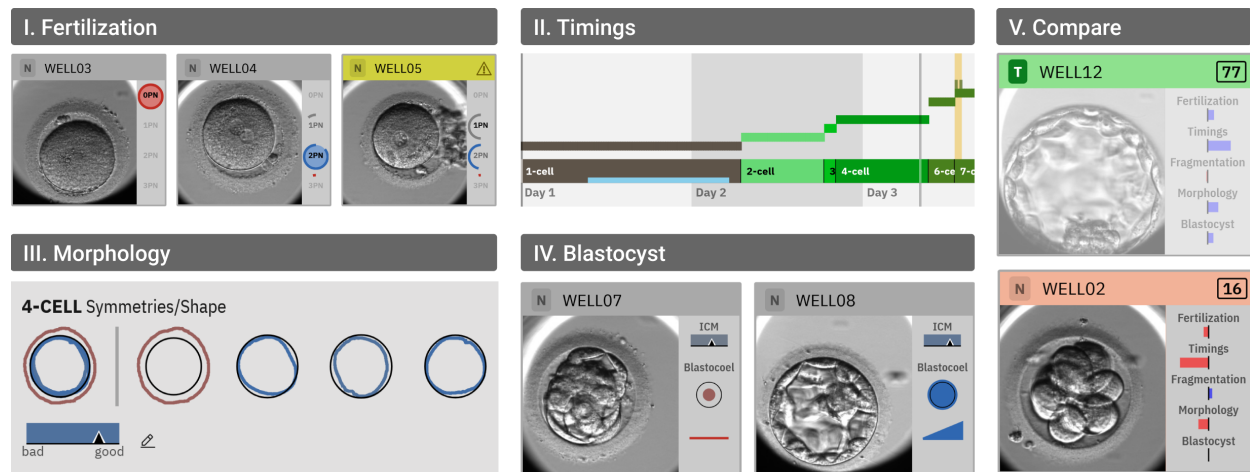 I. Fertilization
N WELL03
0PN
1PN
2PN
3PN
N WELL04
0PN
1PN
2PN
3PN
N WELL05
0PN
1PN
2PN
3PN
II. Timings
1-cell
2-cell
3
4-cell
6-ce
7-c
Day 1
Day 2
Day 3
III. Morphology
4-CELL Symmetries/Shape
bad
good
IV. Blastocyst
N WELL07
ICM
Blastocoel
N WELL08
ICM
Blastocoel
V. Compare
T WELL12 77
Fertilization
Timings
Fragmentation
Morphology
Blastocyst
N WELL02 16
Fertilization
Timings
Fragmentation
Morphology
Blastocyst